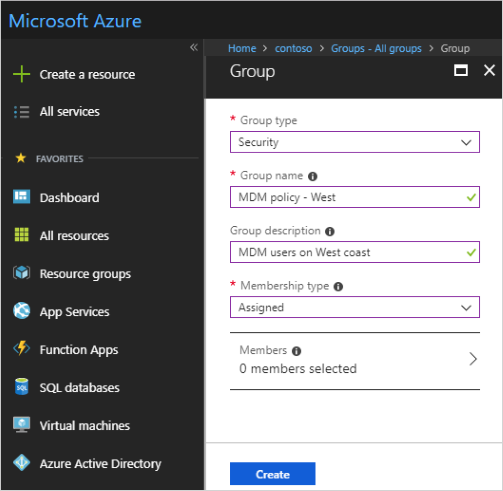 Microsoft Azure
«
Home > contoso > Groups - All groups > Group
Create a resource
All services
FAVORITES
Dashboard
All resources
Resource groups
App Services
Function Apps
SQL databases
Virtual machines
Azure Active Directory
Group
* Group type
Security
* Group name
MDM policy - West
Group description
MDM users on West coast
* Membership type
Assigned
Members
0 members selected
Create